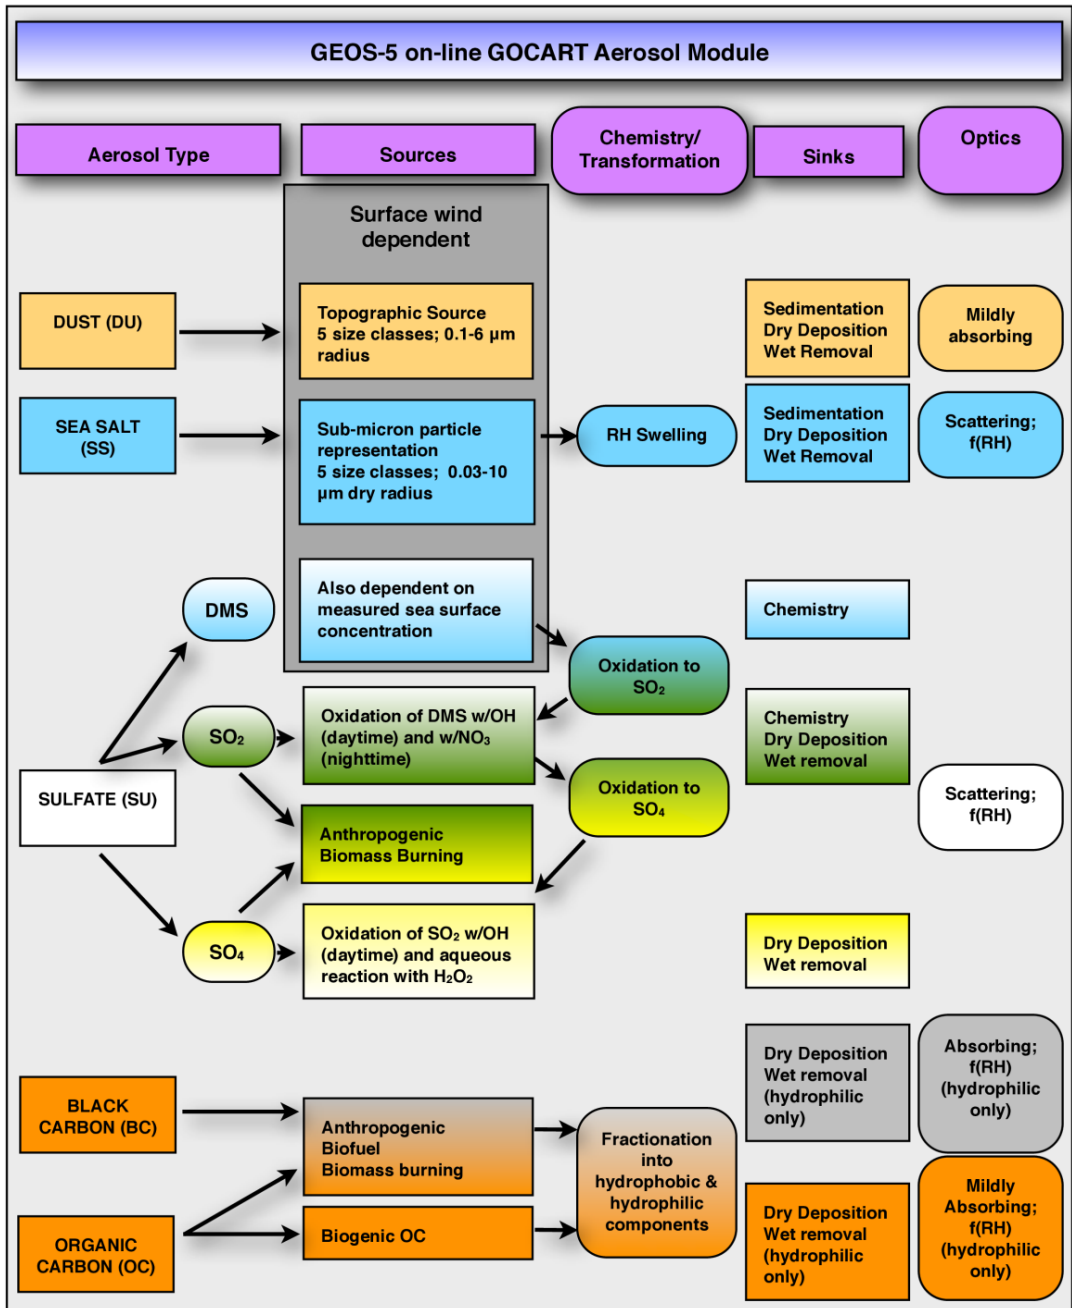 GEOS-5 on-line GOCART Aerosol Module
Aerosol Type
Sources
Chemistry/
Transformation
Sinks
Optics
Surface wind
dependent
DUST (DU)
Topographic Source
5 size classes; 0.1-6 µm
radius
Sedimentation
Dry Deposition
Wet Removal
Mildly
absorbing
SEA SALT
(SS)
Sub-micron particle
representation
5 size classes; 0.03-10
µm dry radius
RH Swelling
Sedimentation
Dry Deposition
Wet Removal
Scattering;
f(RH)
DMS
Also dependent on
measured sea surface
concentration
Chemistry
Oxidation to
SO₂
SO₂
Oxidation of DMS w/OH
(daytime) and w/NO₃
(nighttime)
Chemistry
Dry Deposition
Wet removal
SULFATE (SU)
Oxidation to
SO₄
Scattering;
f(RH)
Anthropogenic
Biomass Burning
SO₄
Oxidation of SO₂ w/OH
(daytime) and aqueous
reaction with H₂O₂
Dry Deposition
Wet removal
BLACK
CARBON (BC)
Anthropogenic
Biofuel
Biomass burning
Fractionation
into
hydrophobic &
hydrophilic
components
Dry Deposition
Wet removal
(hydrophilic
only)
Absorbing;
f(RH)
(hydrophilic
only)
ORGANIC
CARBON (OC)
Biogenic OC
Dry Deposition
Wet removal
(hydrophilic
only)
Mildly
Absorbing;
f(RH)
(hydrophilic
only)